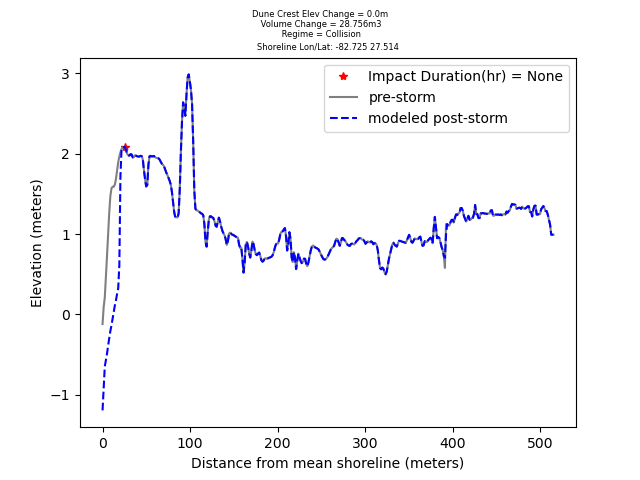 Dune Crest Elev Change = 0.0m
Volume Change = 28.756m3
Regime = Collision
Shoreline Lon/Lat: -82.725 27.514
Impact Duration(hr) = None
pre-storm
modeled post-storm
Elevation (meters)
3
2
1
0
−1
0 100 200 300 400 500
Distance from mean shoreline (meters)